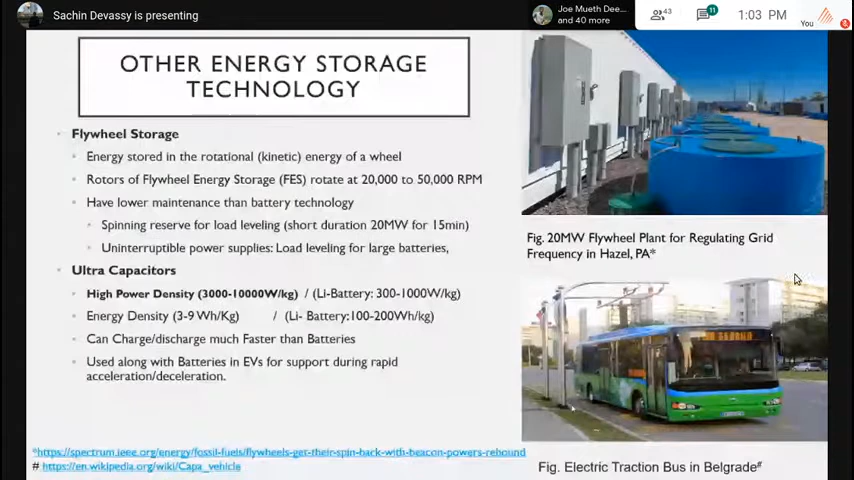 Sachin Devassy is presenting
Joe Mueth Dee...
and 40 more
43
11
1:03 PM
You
OTHER ENERGY STORAGE
TECHNOLOGY
Flywheel Storage
Energy stored in the rotational (kinetic) energy of a wheel
Rotors of Flywheel Energy Storage (FES) rotate at 20,000 to 50,000 RPM
Have lower maintenance than battery technology
Spinning reserve for load leveling (short duration 20MW for 15min)
Uninterruptible power supplies: Load leveling for large batteries,
Ultra Capacitors
High Power Density (3000-10000W/kg) / (Li-Battery: 300-1000W/kg)
Energy Density (3-9 Wh/Kg) / (Li- Battery:100-200Wh/kg)
Can Charge/discharge much Faster than Batteries
Used along with Batteries in EVs for support during rapid
acceleration/deceleration.
*https://spectrum.ieee.org/energy/fossil-fuels/flywheels-get-their-spin-back-with-beacon-powers-rebound
# https://en.wikipedia.org/wiki/Capa_vehicle
Fig. 20MW Flywheel Plant for Regulating Grid
Frequency in Hazel, PA*
Fig. Electric Traction Bus in Belgrade#